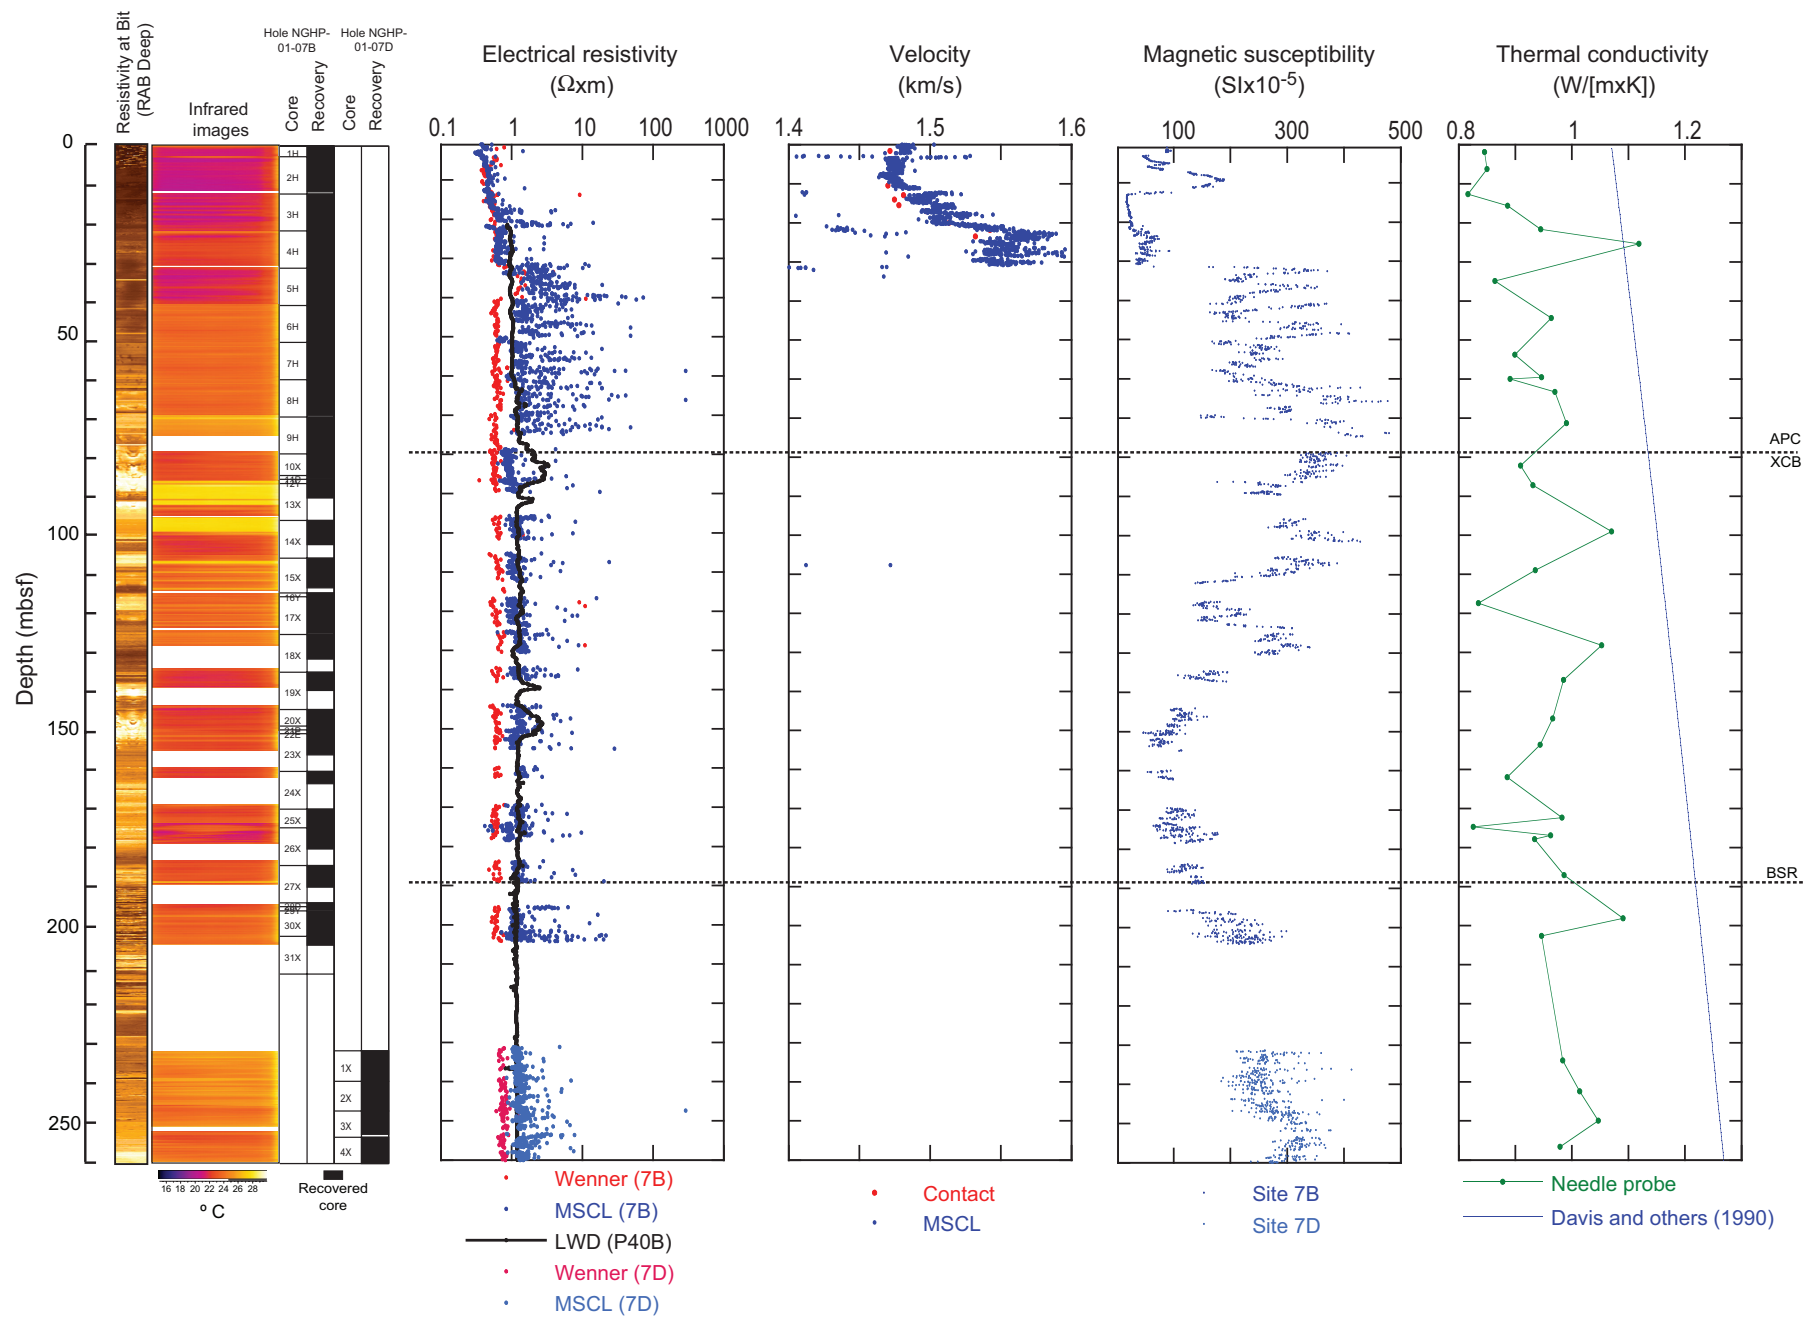 Resistivity at Bit
(RAB Deep)
Infrared
images
Hole NGHP-
01-07B
Core
Recovery
Hole NGHP-
01-07D
Core
Recovery
Electrical resistivity
(Ωxm)
0.1 1 10 100 1000
Velocity
(km/s)
1.4 1.5 1.6
Magnetic susceptibility
(SIx10-5)
100 300 500
Thermal conductivity
(W/[mxK])
0.8 1 1.2
Depth (mbsf)
0
50
100
150
200
250
1H
2H
3H
4H
5H
6H
7H
8H
9H
10X
12Y
13X
14X
15X
16Y
17X
18X
19X
20X
22E
23X
24X
25X
26X
27X
29Y
30X
31X
1X
2X
3X
4X
APC
XCB
BSR
16 18 20 22 24 26 28
º C
Recovered
core
Wenner (7B)
MSCL (7B)
LWD (P40B)
Wenner (7D)
MSCL (7D)
Contact
MSCL
Site 7B
Site 7D
Needle probe
Davis and others (1990)